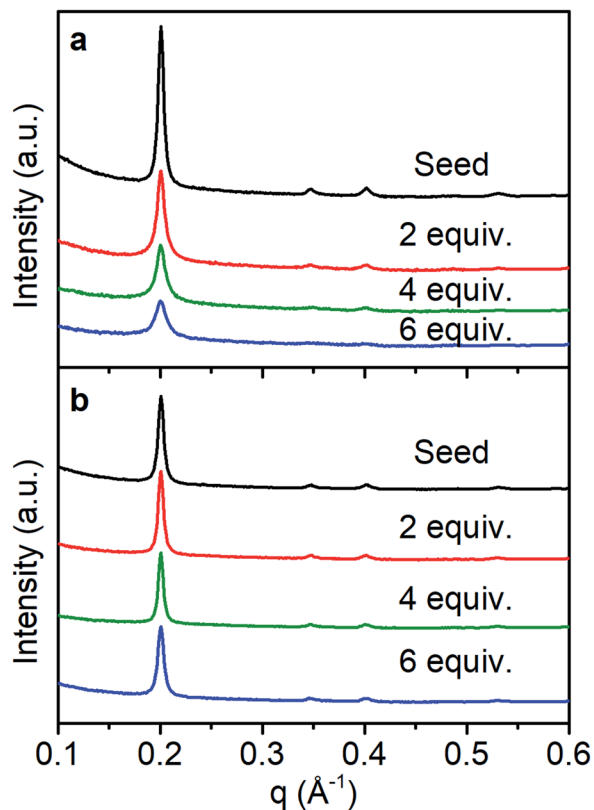 a
Intensity (a.u.)
Seed
2 equiv.
4 equiv.
6 equiv.
b
Intensity (a.u.)
Seed
2 equiv.
4 equiv.
6 equiv.
0.1 0.2 0.3 0.4 0.5 0.6
q (Å⁻¹)